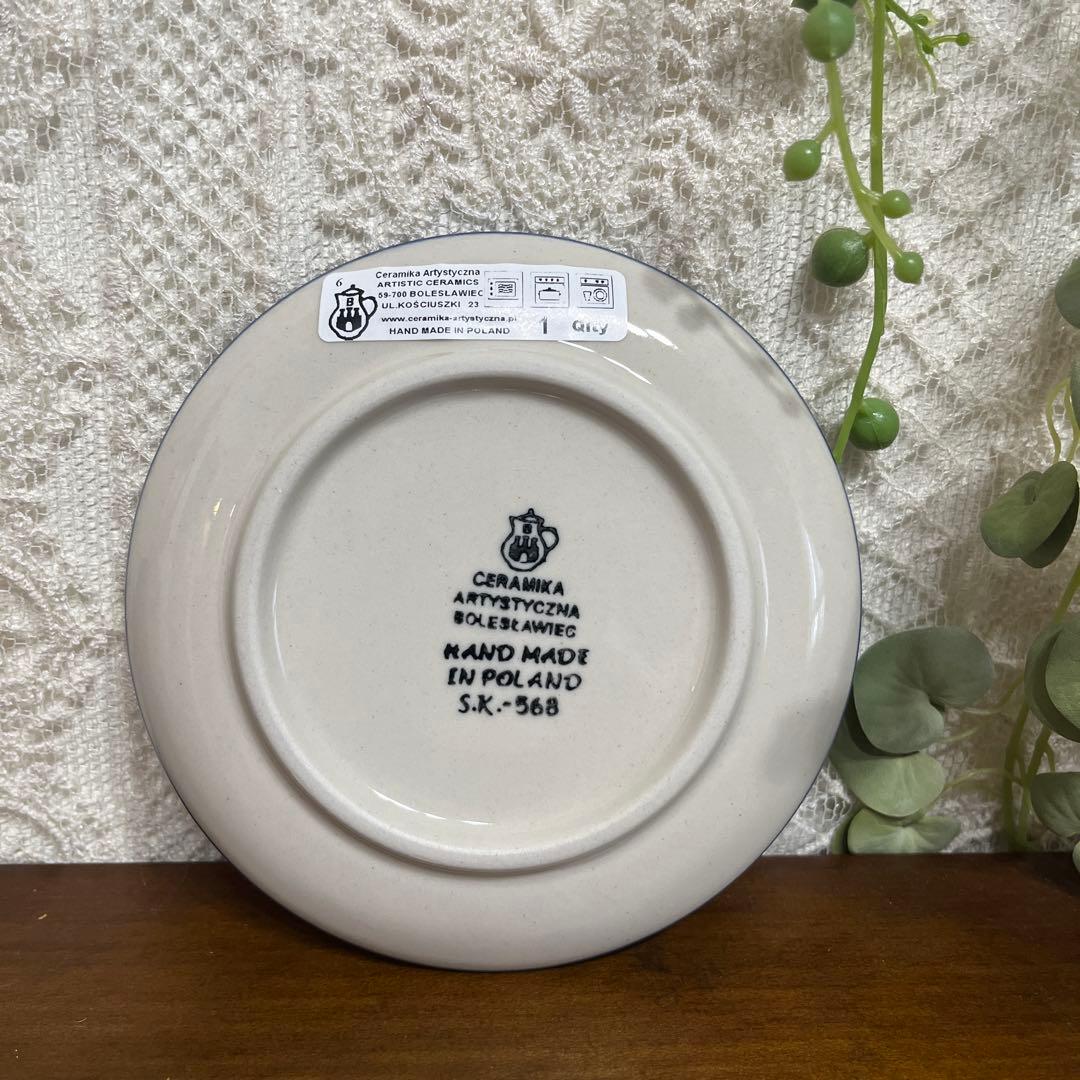 6
Ceramika Artystyczna
ARTISTIC CERAMICS
59-700 BOLESŁAWIEC
UL.KOŚCIUSZKI 23
www.ceramika-artystyczna.pl
HAND MADE IN POLAND
1 Qlty
B
CERAMIKA
ARTYSTYCZNA
BOLESŁAWIEC
HAND MADE
IN POLAND
S.K.-568